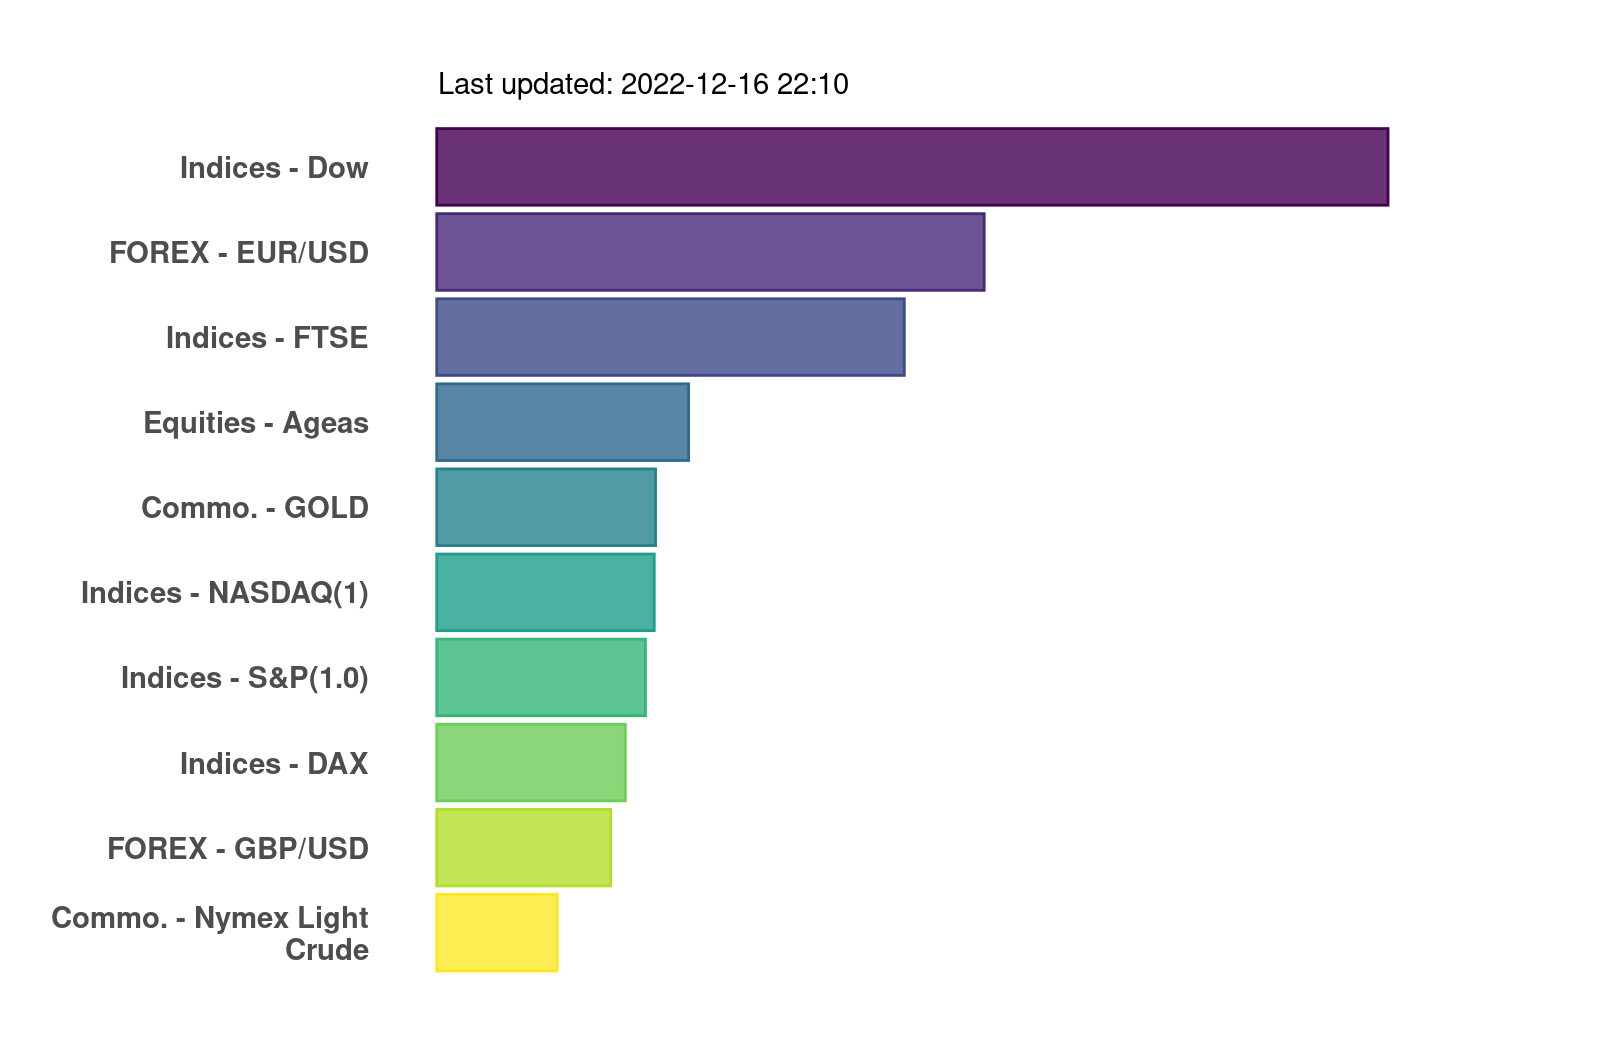 Last updated: 2022-12-16 22:10
Indices - Dow
FOREX - EUR/USD
Indices - FTSE
Equities - Ageas
Commo. - GOLD
Indices - NASDAQ(1)
Indices - S&P(1.0)
Indices - DAX
FOREX - GBP/USD
Commo. - Nymex Light
Crude